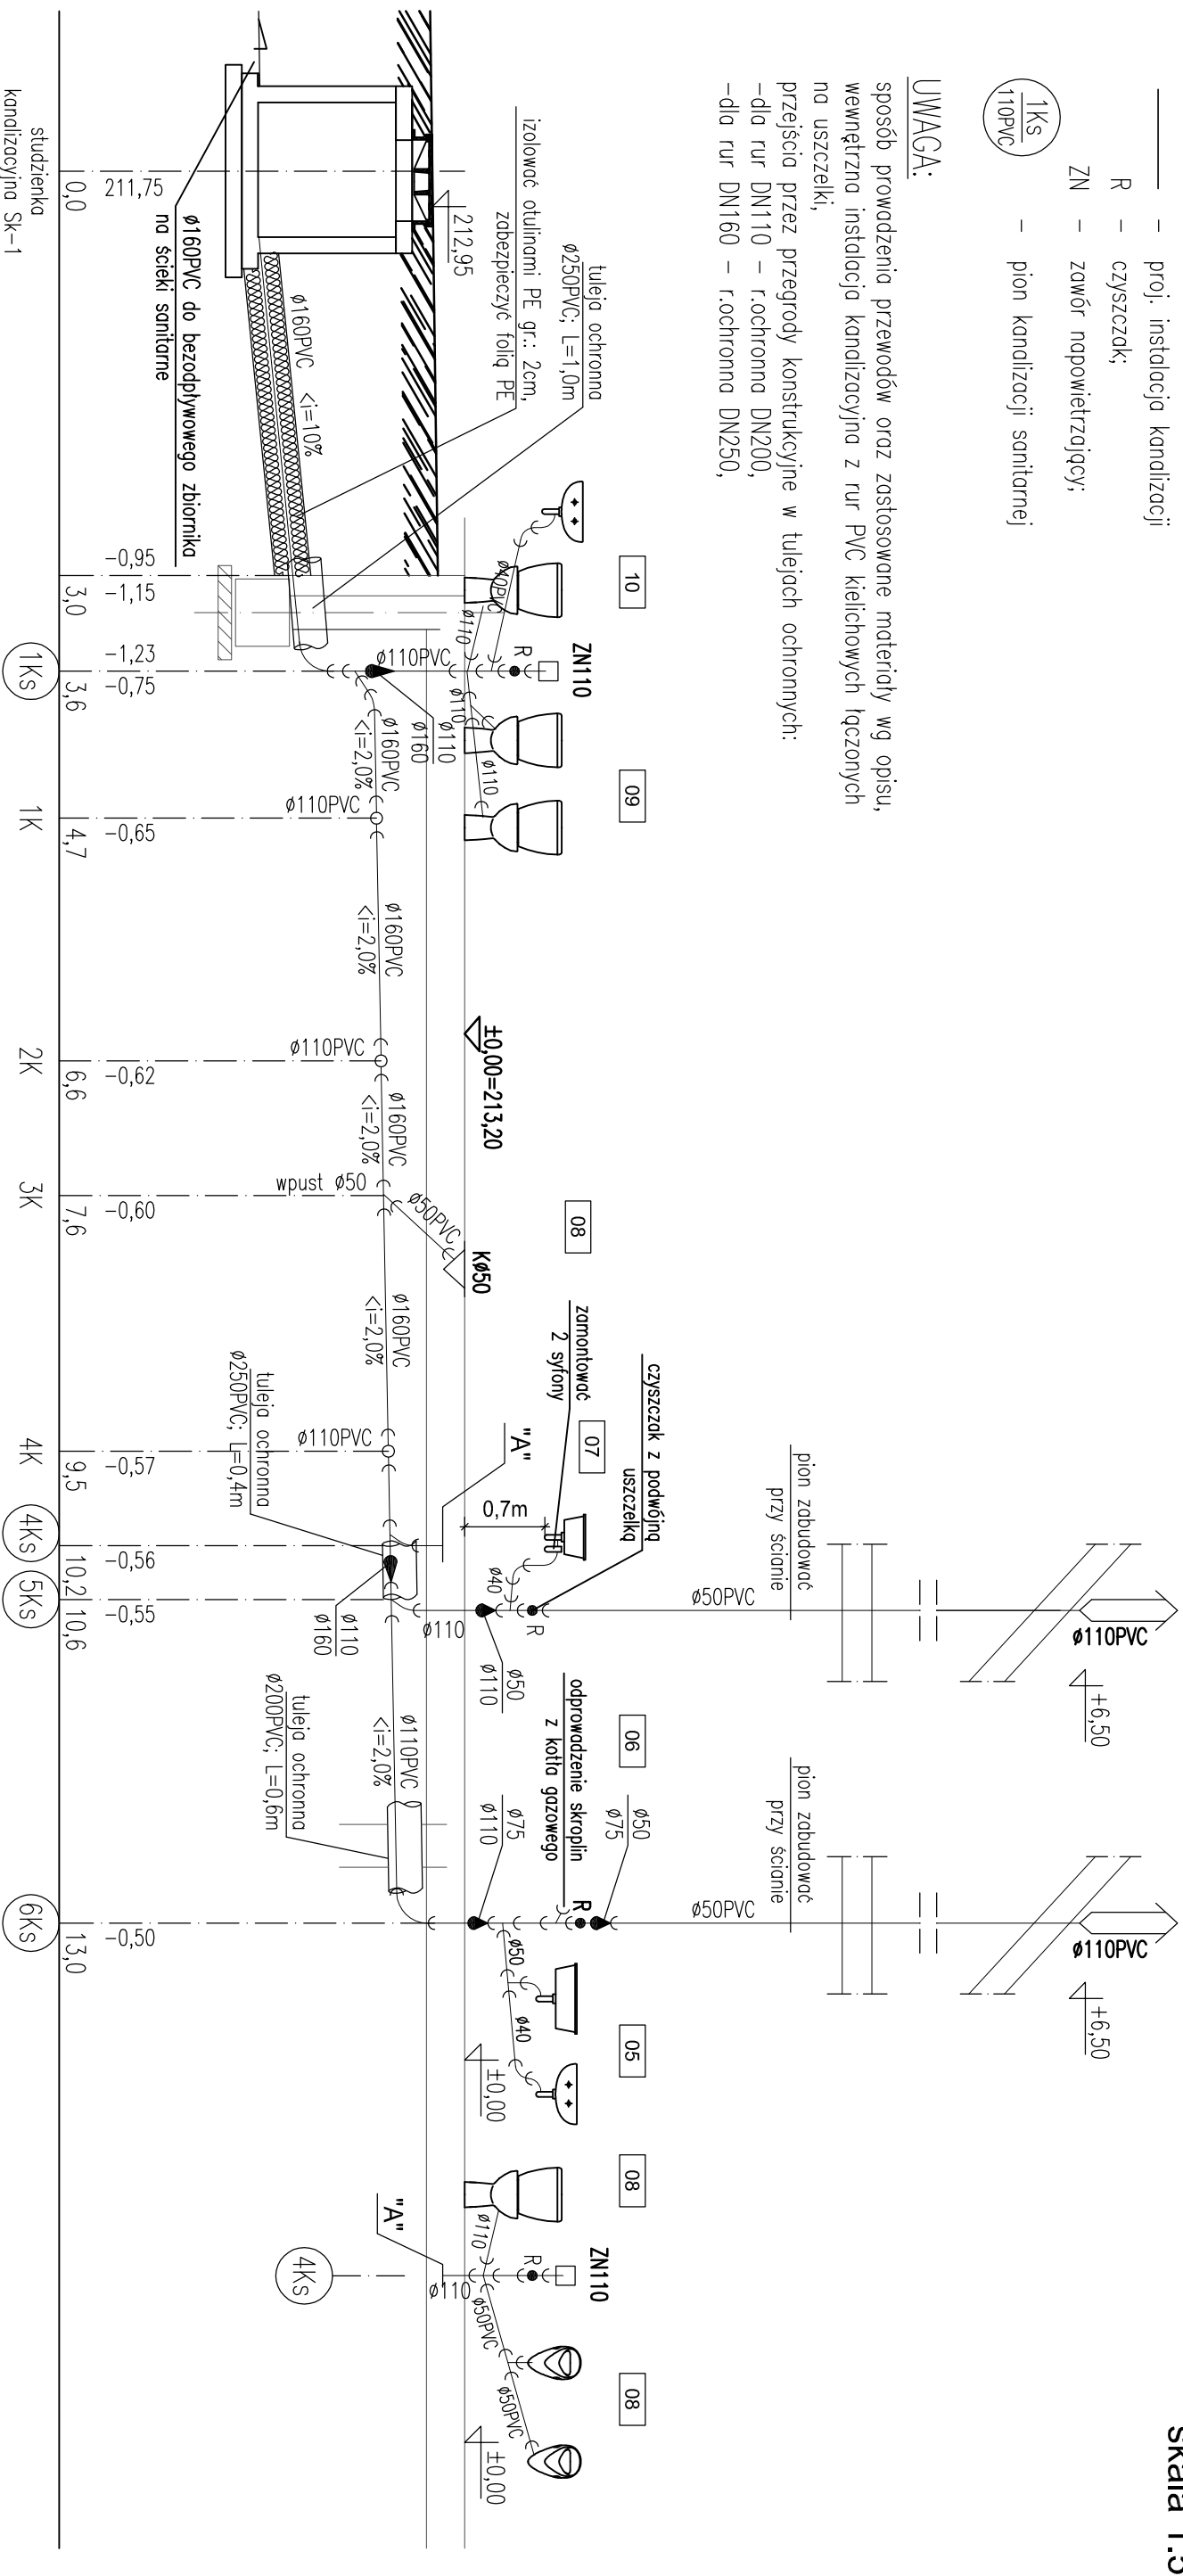 skala 1:5
— - proj. instalacja kanalizacji
R - czyszczak;
ZN - zawór napowietrzający;
1Ks
110PVC
- pion kanalizacji sanitarnej
UWAGA:
sposób prowadzenia przewodów oraz zastosowane materiały wg opisu,
wewnętrzna instalacja kanalizacyjna z rur PVC kielichowych łączonych
na uszczelki,
przejścia przez przegrody konstrukcyjne w tulejach ochronnych:
-dla rur DN110 - r.ochronna DN200,
-dla rur DN160 - r.ochronna DN250,
tuleja ochronna
ø250PVC; L=1,0m
izolować otulinami PE gr.: 2cm,
zabezpieczyć folią PE
212,95
ø160PVC <i=10%
ø160PVC do bezodpływowego zbiornika
na ścieki sanitarne
10
ø40PVC
ø110
ZN110
R
ø110PVC
ø110
ø110
ø160
ø110
09
ø160PVC
<i=2,0%
ø110PVC
ø160PVC
<i=2,0%
±0,00=213,20
ø110PVC
ø160PVC
<i=2,0%
wpust ø50
ø50PVC
Kø50
08
ø160PVC
<i=2,0%
zamontować
2 syfony
czyszczak z podwójną
uszczelką
07
"A"
0,7m
tuleja ochronna
ø250PVC; L=0,4m
ø110PVC
ø40
R
ø110
ø50
ø110
ø110
ø160
pion zabudować
przy ścianie
ø50PVC
ø110PVC
+6,50
06
odprowadzenie skroplin
z kotła gazowego
ø50
ø75
ø75
ø110
ø110PVC
<i=2,0%
tuleja ochronna
ø200PVC; L=0,6m
R
pion zabudować
przy ścianie
ø50PVC
ø110PVC
+6,50
ø50
ø40
05
±0,00
08
ø110
ZN110
R
ø110
"A"
4Ks
ø50PVC
ø50PVC
08
±0,00
211,75
-0,95
-1,15
-1,23
-0,75
-0,65
-0,62
-0,60
-0,57
-0,56
-0,55
-0,50
0,0
3,0
3,6
4,7
6,6
7,6
9,5
10,2
10,6
13,0
studzienka
kanalizacyjna Sk-1
1Ks
1K
2K
3K
4K
4Ks
5Ks
6Ks